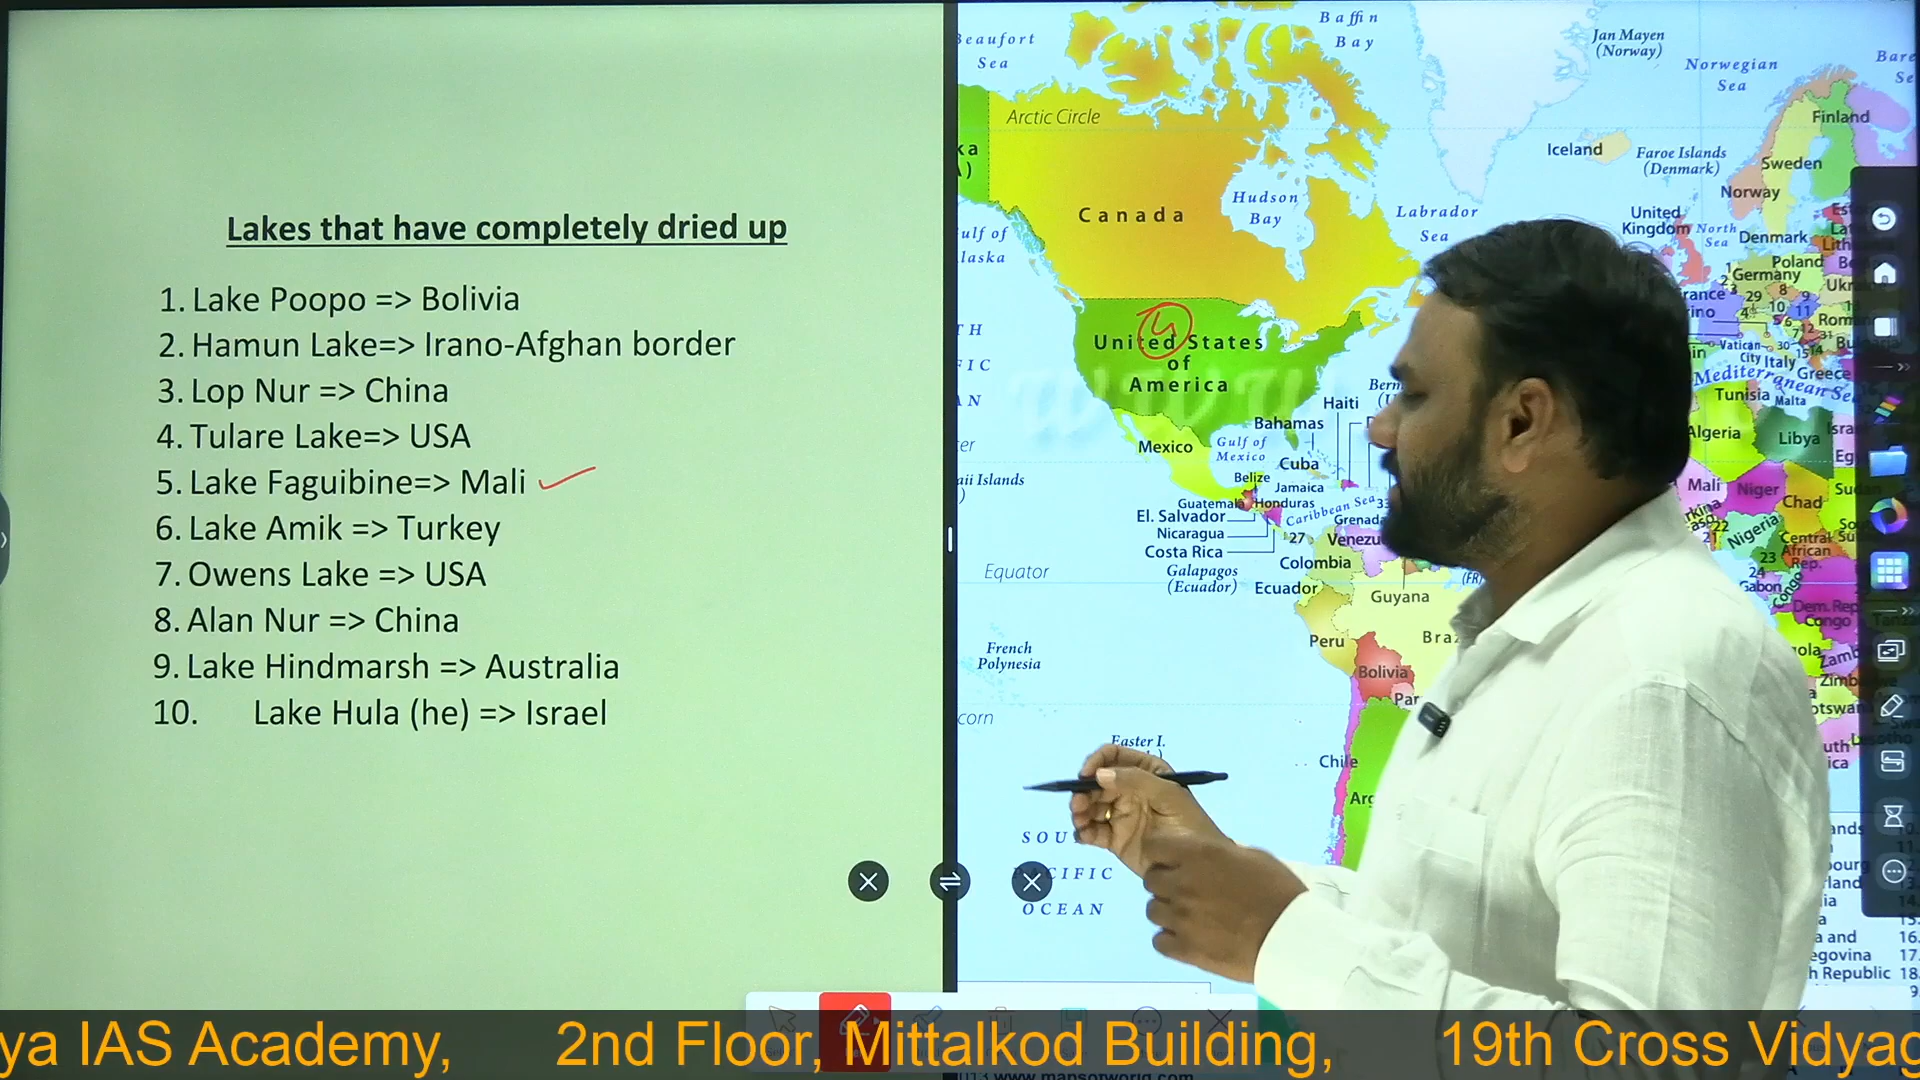 Lakes that have completely dried up
1. Lake Poopo => Bolivia
2. Hamun Lake=> Irano-Afghan border
3. Lop Nur => China
4. Tulare Lake=> USA
5. Lake Faguibine=> Mali
6. Lake Amik => Turkey
7. Owens Lake => USA
8. Alan Nur => China
9. Lake Hindmarsh => Australia
10. Lake Hula (he) => Israel
Baffin
Bay
Beaufort
Sea
Jan Mayen
(Norway)
Norwegian
Sea
Arctic Circle
Finland
Iceland
Faroe Islands
(Denmark)
Sweden
Norway
Hudson
Bay
Canada
Labrador
Sea
United
Kingdom
North
Sea
Denmark
Poland
Germany
United States
of
America
Vatican
City
Italy
Greece
Mediterranean
Tunisia
Malta
Haiti
Bahamas
Mexico
Gulf of
Mexico
Cuba
Algeria
Libya
Belize
Jamaica
Guatemala
Honduras
Caribbean Sea
El. Salvador
Nicaragua
Costa Rica
27
Colombia
Mali
Niger
Chad
Nigeria
Central
African
Rep.
23
24
Gabon
Congo
Dem. Rep
Congo
Equator
Galapagos
(Ecuador)
Ecuador
Guyana
French
Polynesia
Peru
Bolivia
Easter I.
Chile
PACIFIC
OCEAN
ya IAS Academy, 2nd Floor, Mittalkod Building, 19th Cross Vidyag